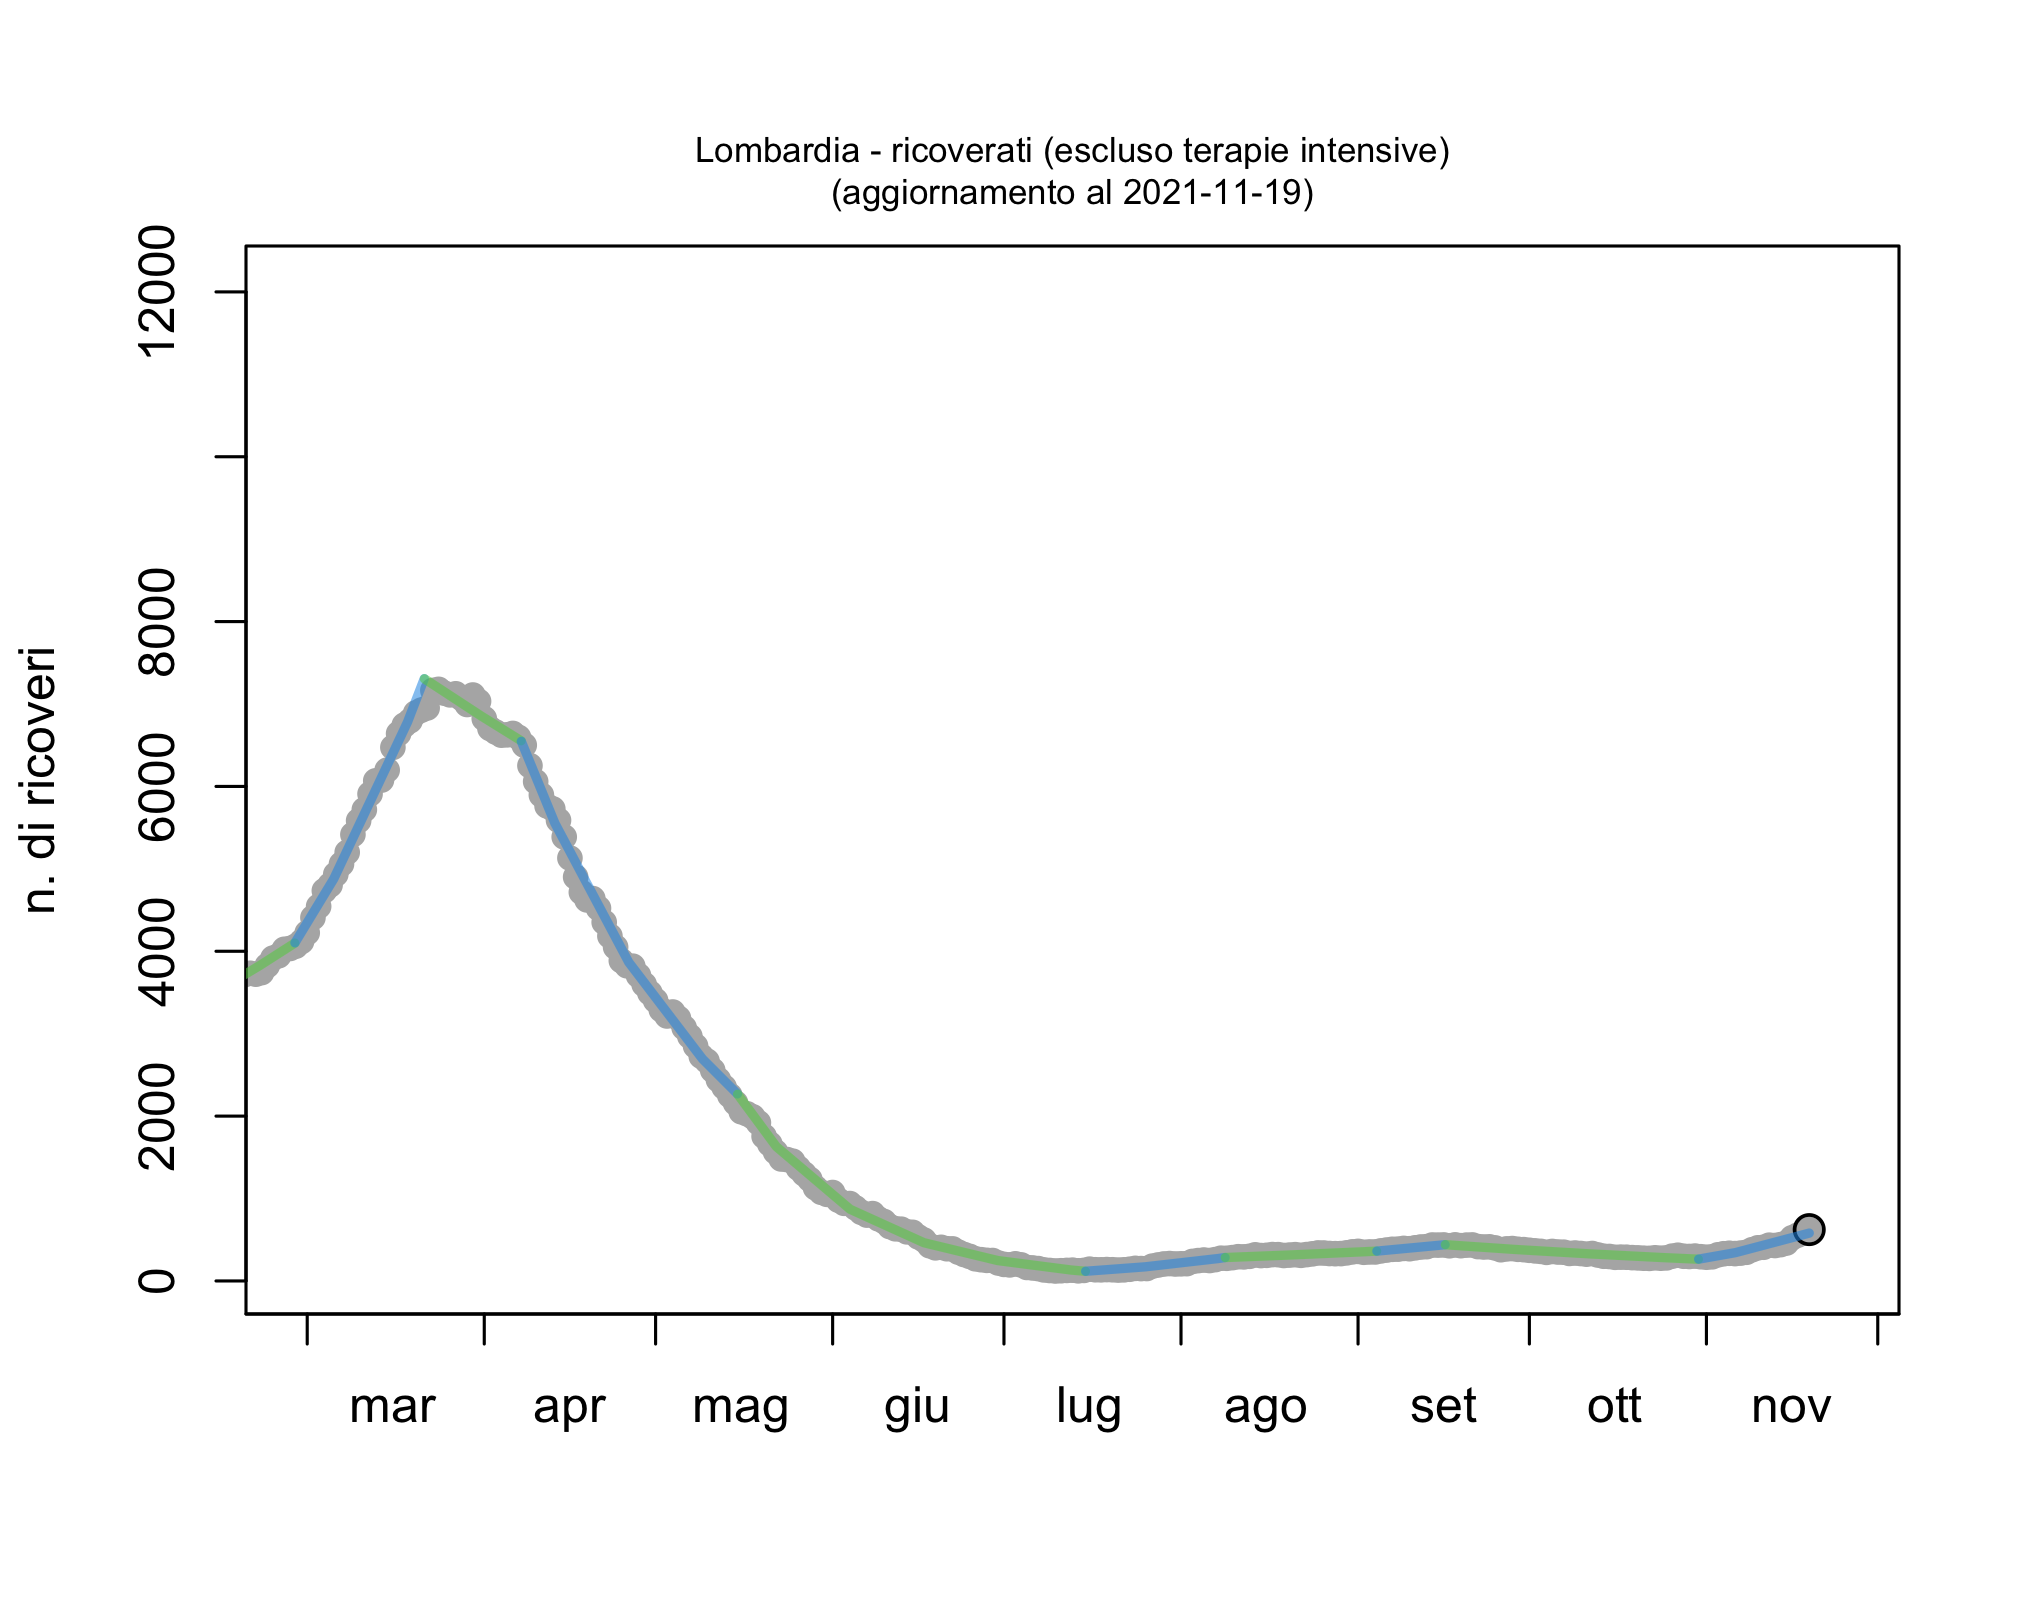 Lombardia - ricoverati (escluso terapie intensive)
(aggiornamento al 2021-11-19)
n. di ricoveri
12000
8000
6000
4000
2000
0
mar apr mag giu lug ago set ott nov